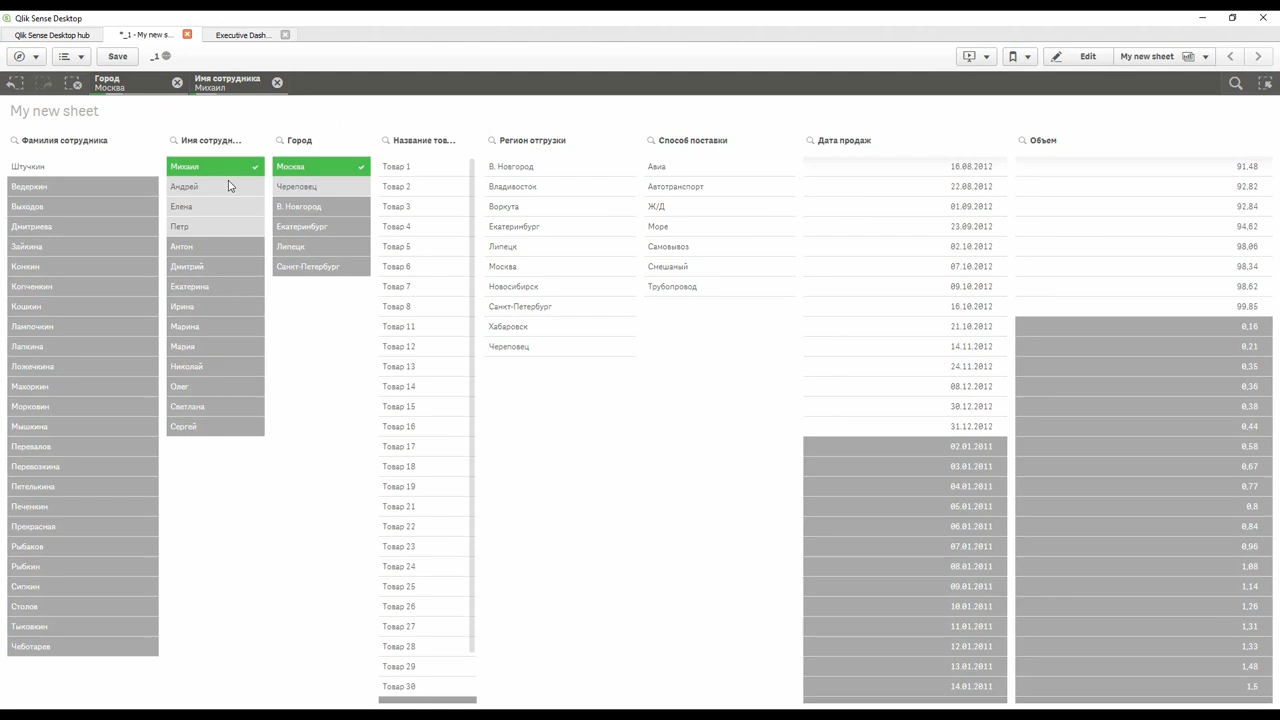 Qlik Sense Desktop
Qlik Sense Desktop hub
*_1 - My new s...
Executive Dash...
Save
_1
Edit
My new sheet
Город
Москва
Имя сотрудника
Михаил
My new sheet
Фамилия сотрудника
Штучкин
Ведеркин
Выходов
Дмитриева
Зайкина
Конкин
Копченкин
Кошкин
Лампочкин
Лапкина
Ложечкина
Махоркин
Морковин
Мышкина
Перевалов
Перевозкина
Петелькина
Печенкин
Прекрасная
Рыбаков
Рыбкин
Сипкин
Столов
Тыковкин
Чеботарев
Имя сотрудн...
Михаил
Андрей
Елена
Петр
Антон
Дмитрий
Екатерина
Ирина
Марина
Мария
Николай
Олег
Светлана
Сергей
Город
Москва
Череповец
В. Новгород
Екатеринбург
Липецк
Санкт-Петербург
Название тов...
Товар 1
Товар 2
Товар 3
Товар 4
Товар 5
Товар 6
Товар 7
Товар 8
Товар 11
Товар 12
Товар 13
Товар 14
Товар 15
Товар 16
Товар 17
Товар 18
Товар 19
Товар 21
Товар 22
Товар 23
Товар 24
Товар 25
Товар 26
Товар 27
Товар 28
Товар 29
Товар 30
Регион отгрузки
В. Новгород
Владивосток
Воркута
Екатеринбург
Липецк
Москва
Новосибирск
Санкт-Петербург
Хабаровск
Череповец
Способ поставки
Авиа
Автотранспорт
Ж/Д
Море
Самовывоз
Смешаный
Трубопровод
Дата продаж
16.08.2012
22.08.2012
01.09.2012
23.09.2012
02.10.2012
07.10.2012
09.10.2012
16.10.2012
21.10.2012
14.11.2012
24.11.2012
08.12.2012
30.12.2012
31.12.2012
02.01.2011
03.01.2011
04.01.2011
05.01.2011
06.01.2011
07.01.2011
08.01.2011
09.01.2011
10.01.2011
11.01.2011
12.01.2011
13.01.2011
14.01.2011
Объем
91,48
92,82
92,84
94,62
98,06
98,34
98,62
99,85
0,16
0,21
0,35
0,36
0,38
0,44
0,58
0,67
0,77
0,8
0,84
0,96
1,08
1,14
1,26
1,31
1,33
1,48
1,5